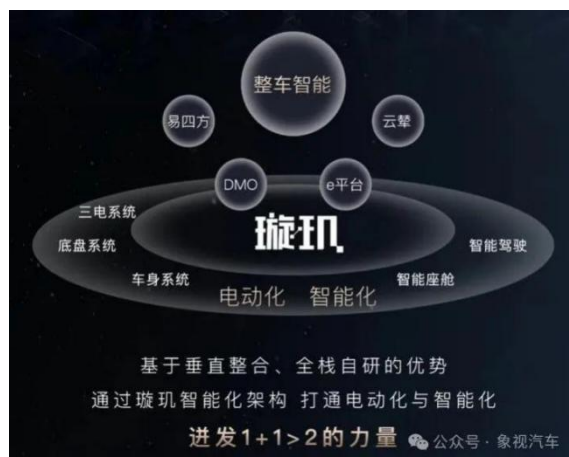 整车智能
易四方
云辇
DMO
e平台
三电系统
璇玑
底盘系统
智能驾驶
车身系统
智能座舱
电动化 智能化
基于垂直整合、全栈自研的优势
通过璇玑智能化架构 打通电动化与智能化
迸发1+1>2的力量
公众号·象视汽车